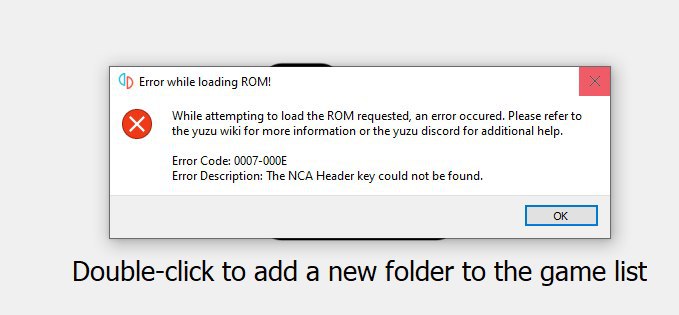 Error while loading ROM!
While attempting to load the ROM requested, an error occured. Please refer to
the yuzu wiki for more information or the yuzu discord for additional help.
Error Code: 0007-000E
Error Description: The NCA Header key could not be found.
OK
Double-click to add a new folder to the game list